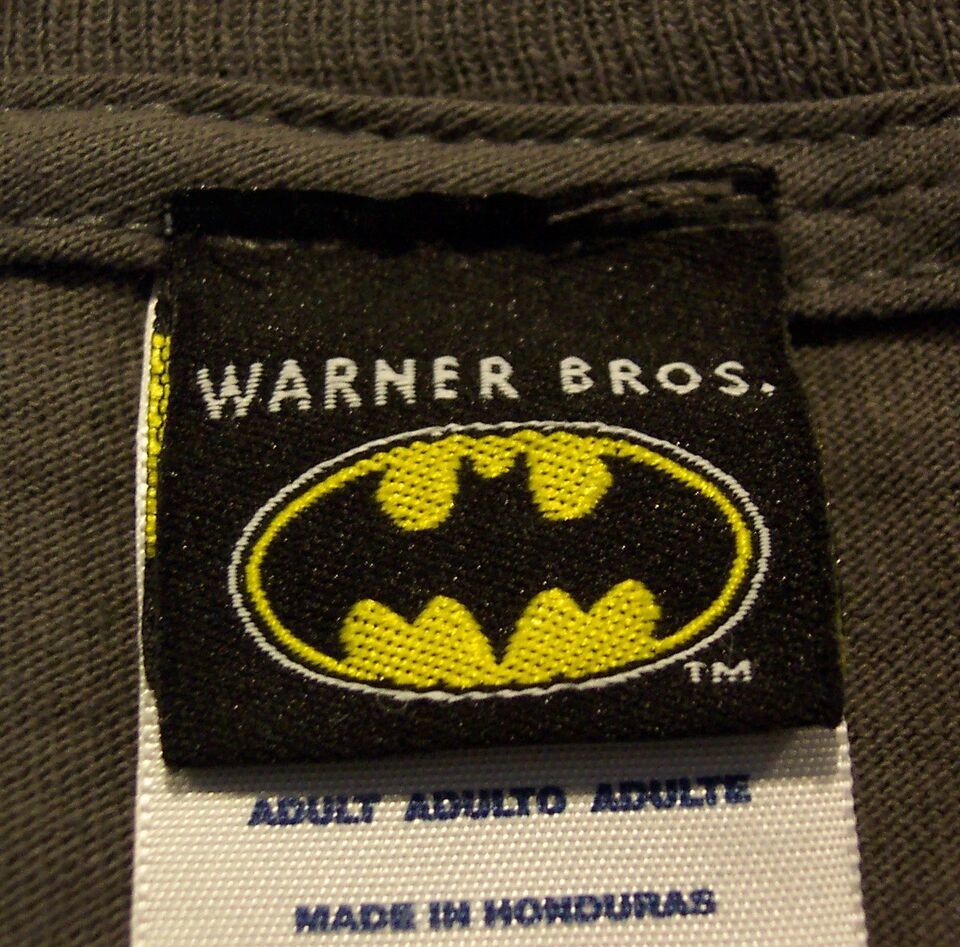 WARNER BROS.
TM
ADULT ADULTO ADULTE
MADE IN HONDURAS